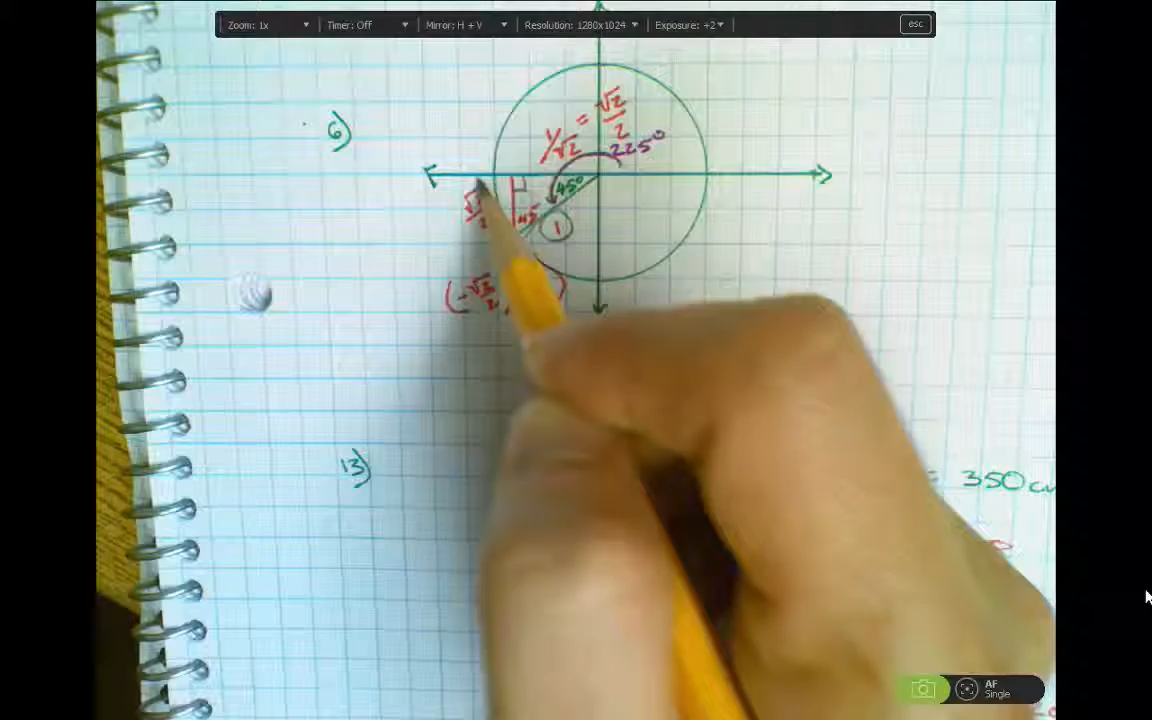 Zoom: 1x Timer: Off Mirror: H + V Resolution: 1280x1024 Exposure: +2 esc
6)
1/√2 = √2/2
225°
45°
45
1
13)
= 350cm
AF
Single